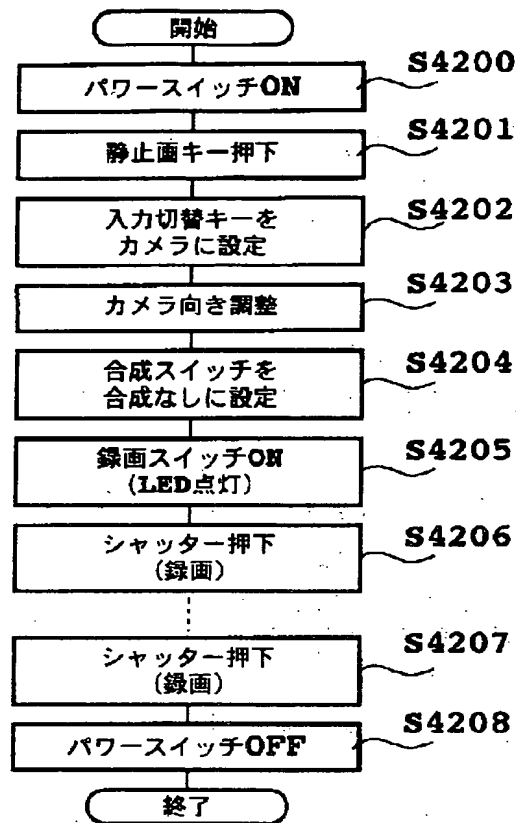 開始
パワースイッチON
S4200
静止画キー押下
S4201
入力切替キーを
カメラに設定
S4202
カメラ向き調整
S4203
合成スイッチを
合成なしに設定
S4204
録画スイッチON
(LED点灯)
S4205
シャッター押下
(録画)
S4206
シャッター押下
(録画)
S4207
パワースイッチOFF
S4208
終了